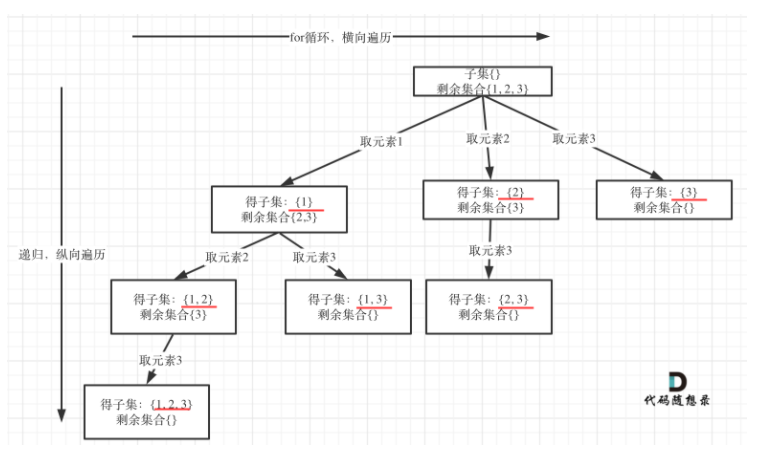 for循环，横向遍历
子集{}
剩余集合{1, 2, 3}
取元素1
取元素2
取元素3
得子集：{1}
剩余集合{2,3}
得子集：{2}
剩余集合{3}
得子集：{3}
剩余集合{}
递归，纵向遍历
取元素2
取元素3
取元素3
得子集：{1, 2}
剩余集合{3}
得子集：{1, 3}
剩余集合{}
得子集：{2, 3}
剩余集合{}
取元素3
得子集：{1, 2, 3}
剩余集合{}
代码随想录